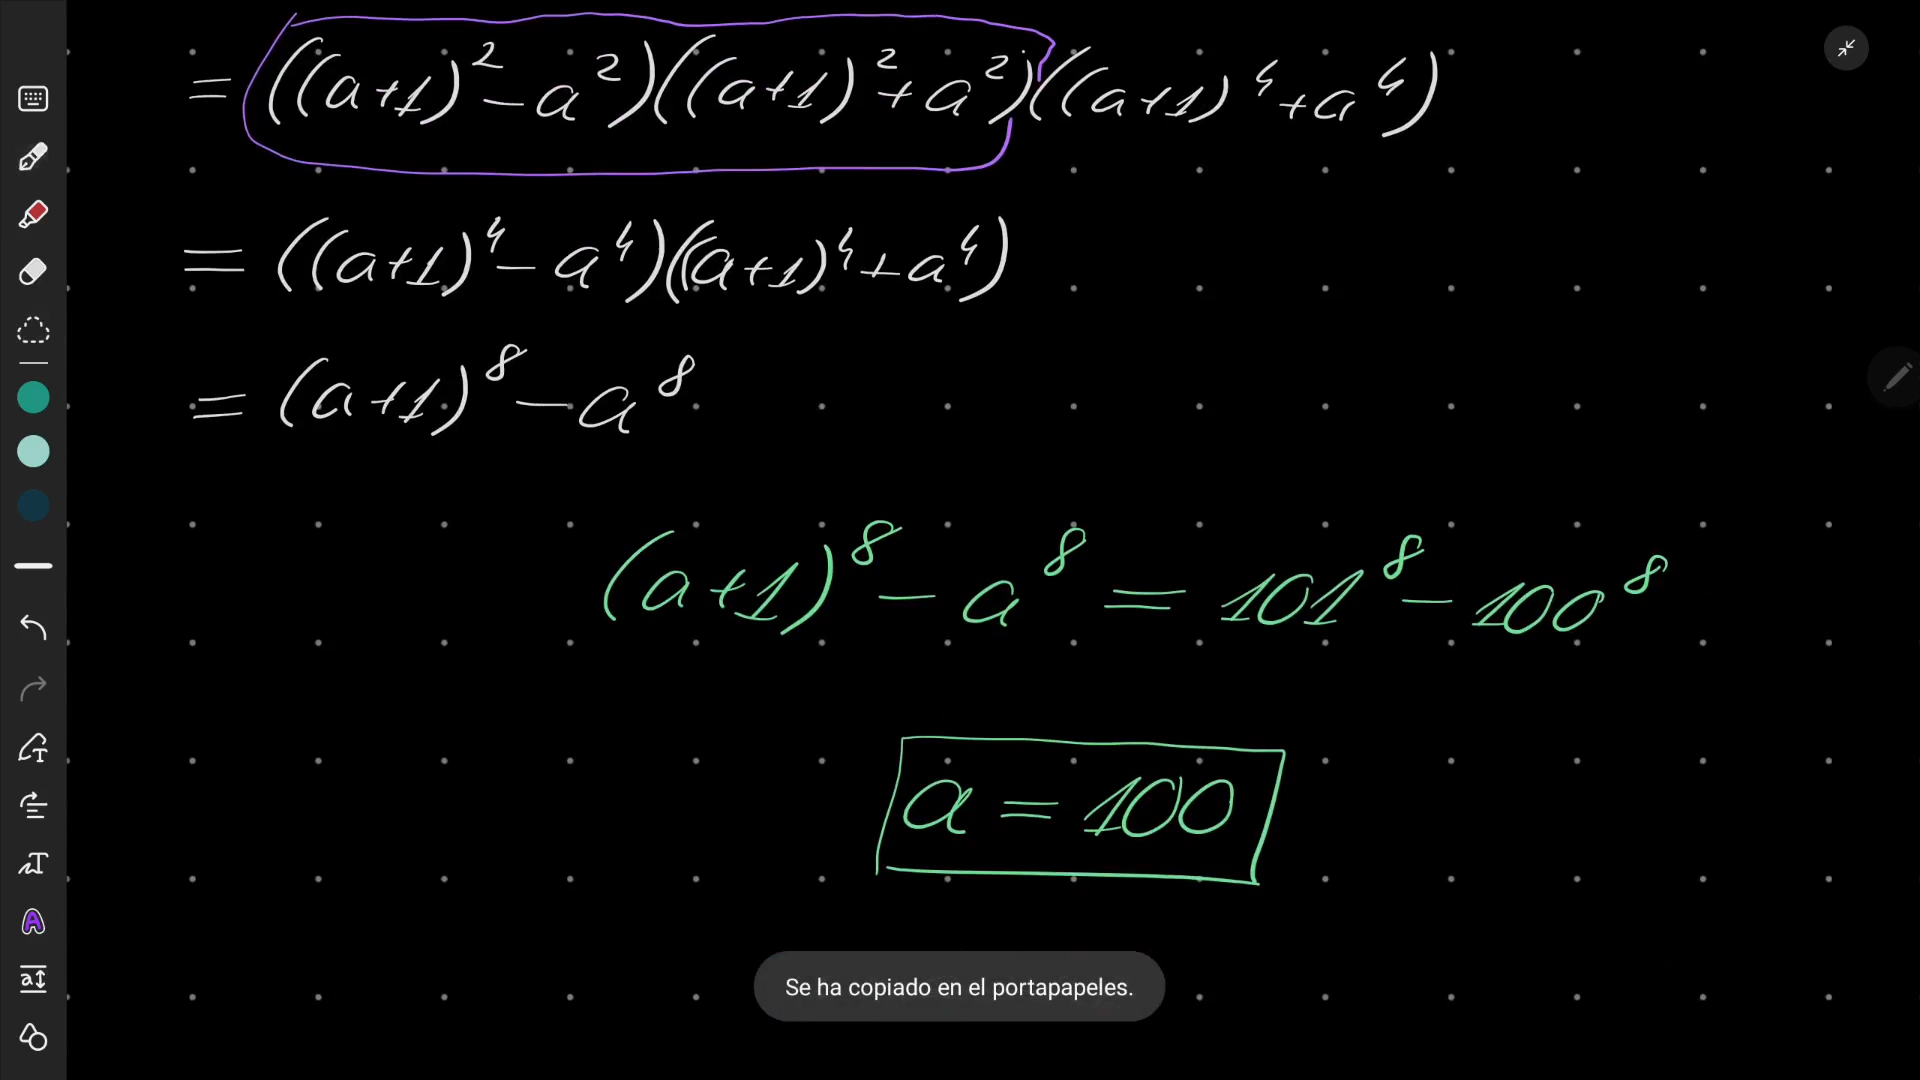 = ((a+1)² - a²)((a+1)² + a²)((a+1)⁴ + a⁴)
= ((a+1)⁴ - a⁴)((a+1)⁴ + a⁴)
= (a+1)⁸ - a⁸
(a+1)⁸ - a⁸ = 101⁸ - 100⁸
a = 100
Se ha copiado en el portapapeles.